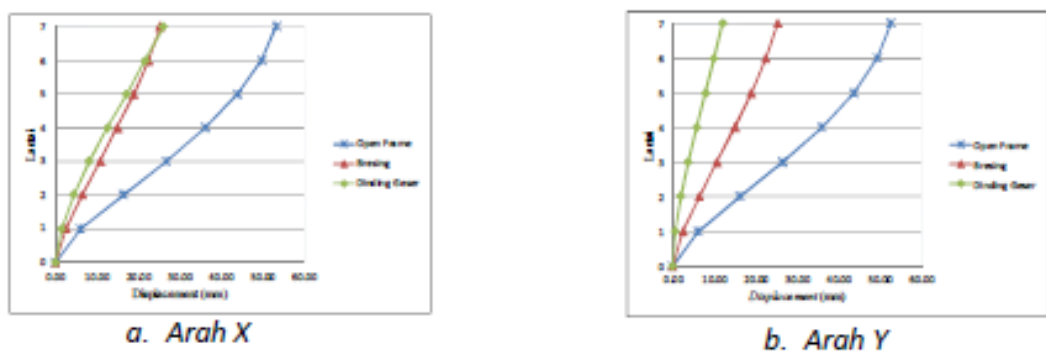 7
6
5
4
3
2
1
0
Lantai
0.00 10.00 20.00 30.00 40.00 50.00 60.00
Displacement (mm)
Open Frame
Bresing
Dinding Geser
a. Arah X
7
6
5
4
3
2
1
0
Lantai
0.00 10.00 20.00 30.00 40.00 50.00 60.00
Displacement (mm)
Open Frame
Bresing
Dinding Geser
b. Arah Y